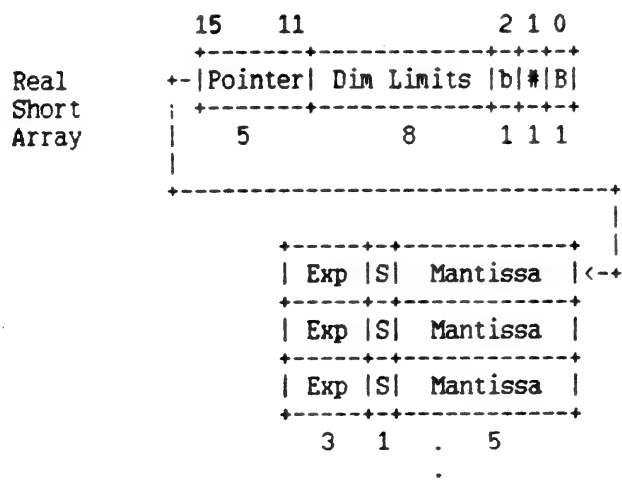 15 11 2 1 0
Real +-|Pointer| Dim Limits |b|#|B|
Short
Array 5 8 1 1 1
| Exp |S| Mantissa |<-+
| Exp |S| Mantissa |
| Exp |S| Mantissa |
3 1 . 5
.